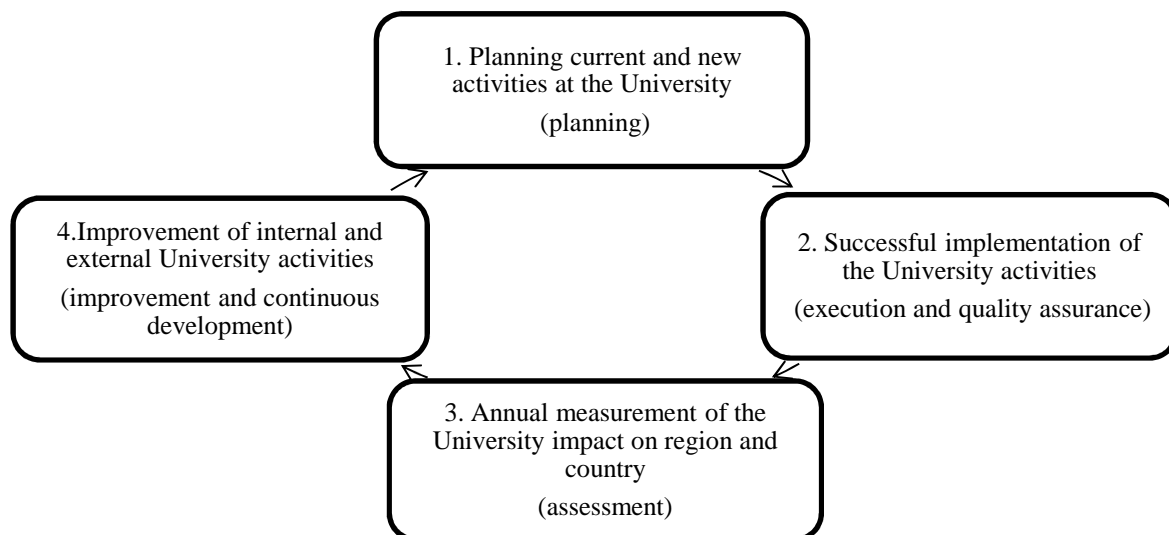 1. Planning current and new
activities at the University
(planning)
2. Successful implementation of
the University activities
(execution and quality assurance)
3. Annual measurement of the
University impact on region and
country
(assessment)
4.Improvement of internal and
external University activities
(improvement and continuous
development)